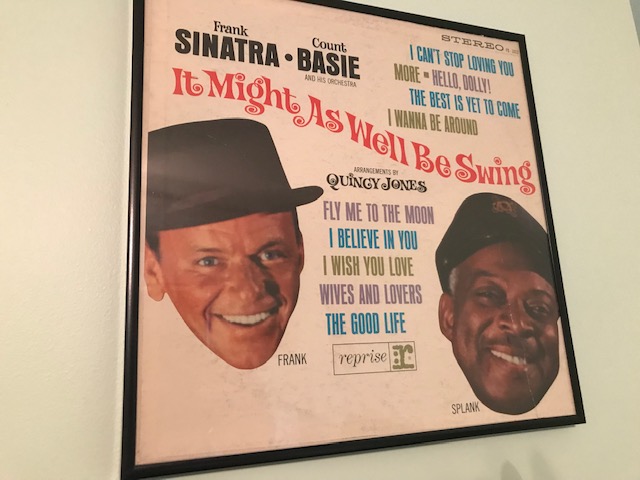 Frank
SINATRA • Count
BASIE
AND HIS ORCHESTRA
STEREO
It Might As Well Be Swing
I CAN'T STOP LOVING YOU
MORE • HELLO, DOLLY!
THE BEST IS YET TO COME
I WANNA BE AROUND
ARRANGEMENTS BY
QUINCY JONES
FLY ME TO THE MOON
I BELIEVE IN YOU
I WISH YOU LOVE
WIVES AND LOVERS
THE GOOD LIFE
reprise r:
FRANK
SPLANK